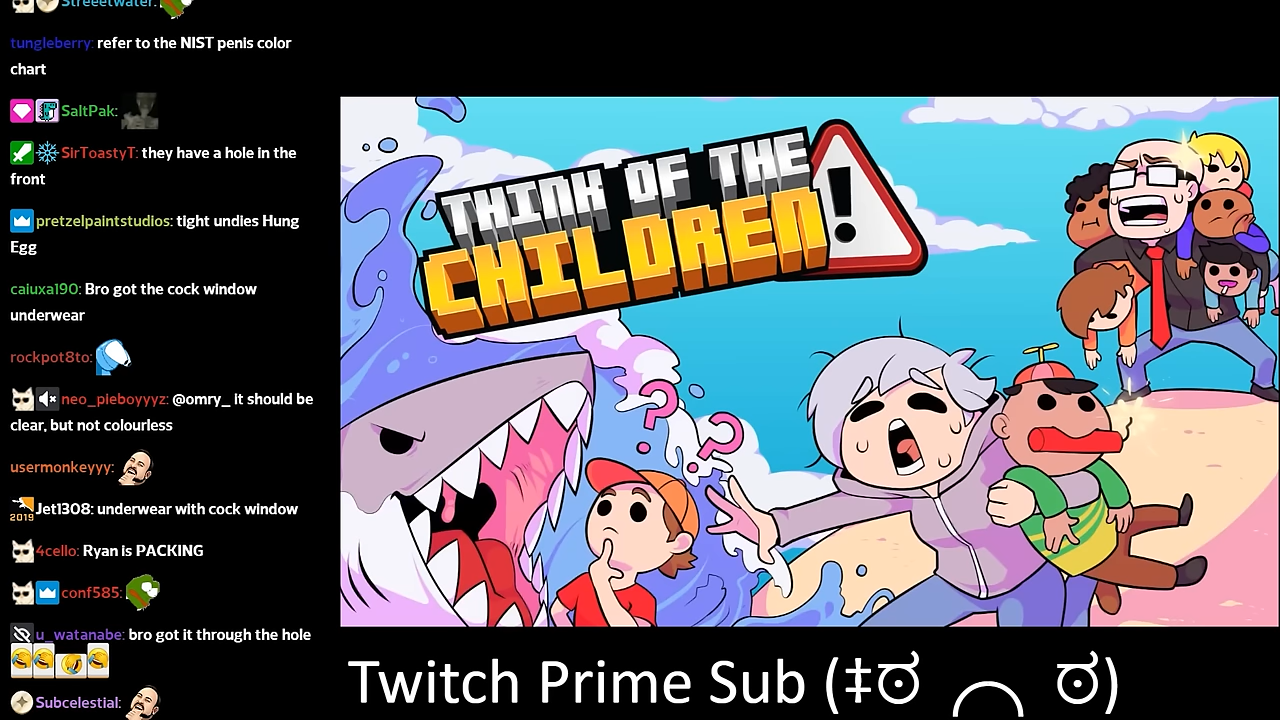 Streeetwater:
tungleberry: refer to the NIST penis color
chart
SaltPak:
SirToastyT: they have a hole in the
front
pretzelpaintstudios: tight undies Hung
Egg
caiuxa190: Bro got the cock window
underwear
rockpot8to:
neo_pieboyyyz: @omry_ it should be
clear, but not colourless
usermonkeyyy:
2019 Jet1308: underwear with cock window
4cello: Ryan is PACKING
conf585:
u_watanabe: bro got it through the hole
Subcelestial:
THINK OF THE
CHILDREN
!
? ?
Twitch Prime Sub (‡ಠ ⁔ ಠ)